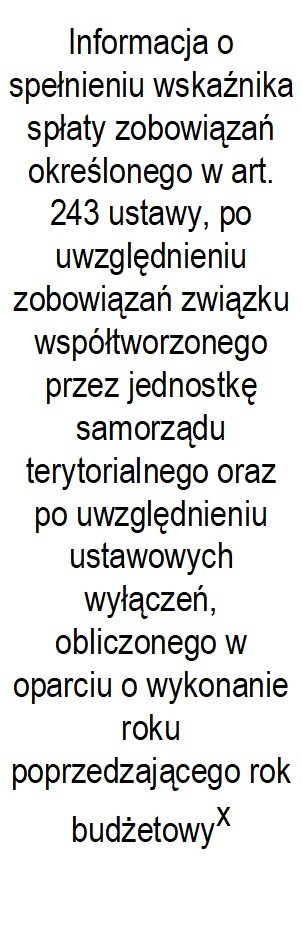 Informacja o
spełnieniu wskaźnika
spłaty zobowiązań
określonego w art.
243 ustawy, po
uwzględnieniu
zobowiązań związku
współtworzonego
przez jednostkę
samorządu
terytorialnego oraz
po uwzględnieniu
ustawowych
wyłączeń,
obliczonego w
oparciu o wykonanie
roku
poprzedzającego rok
budżetowyx